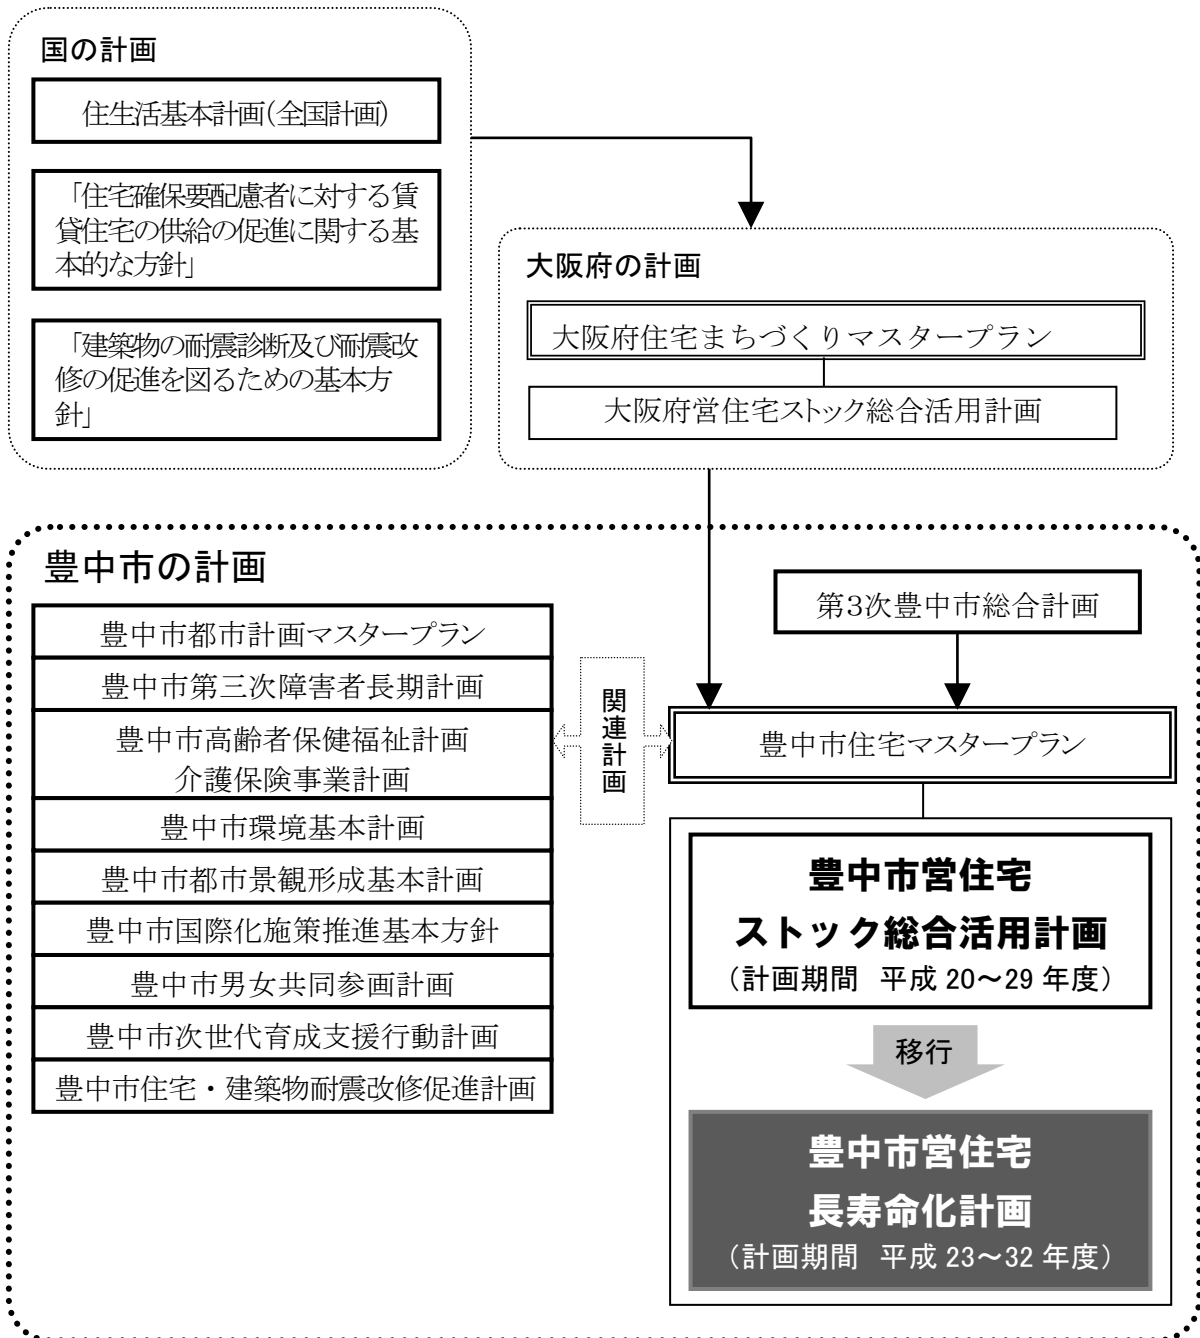 国の計画
住生活基本計画(全国計画)
「住宅確保要配慮者に対する賃
貸住宅の供給の促進に関する基
本的な方針」
「建築物の耐震診断及び耐震改
修の促進を図るための基本方
針」
大阪府の計画
大阪府住宅まちづくりマスタープラン
大阪府営住宅ストック総合活用計画
豊中市の計画
豊中市都市計画マスタープラン
豊中市第三次障害者長期計画
豊中市高齢者保健福祉計画
介護保険事業計画
豊中市環境基本計画
豊中市都市景観形成基本計画
豊中市国際化施策推進基本方針
豊中市男女共同参画計画
豊中市次世代育成支援行動計画
豊中市住宅・建築物耐震改修促進計画
関連計画
第3次豊中市総合計画
豊中市住宅マスタープラン
豊中市営住宅
ストック総合活用計画
(計画期間 平成 20~29 年度)
移行
豊中市営住宅
長寿命化計画
(計画期間 平成 23~32 年度)